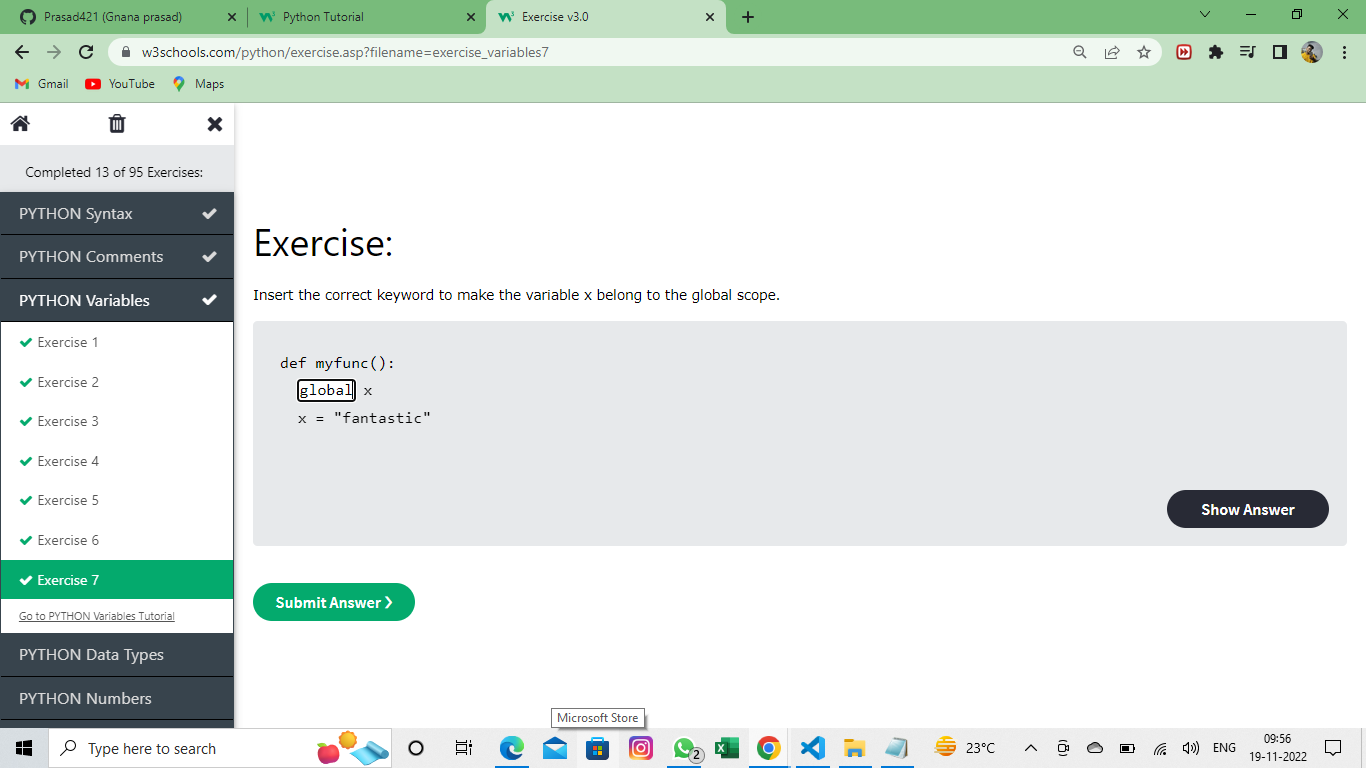 Prasad421 (Gnana prasad)
Python Tutorial
Exercise v3.0
w3schools.com/python/exercise.asp?filename=exercise_variables7
Gmail
YouTube
Maps
Completed 13 of 95 Exercises:
PYTHON Syntax
PYTHON Comments
PYTHON Variables
Exercise 1
Exercise 2
Exercise 3
Exercise 4
Exercise 5
Exercise 6
Exercise 7
Go to PYTHON Variables Tutorial
PYTHON Data Types
PYTHON Numbers
Exercise:
Insert the correct keyword to make the variable x belong to the global scope.
def myfunc():
global x
x = "fantastic"
Show Answer
Submit Answer ❯
Microsoft Store
Type here to search
2
23°C
ENG
09:56
19-11-2022